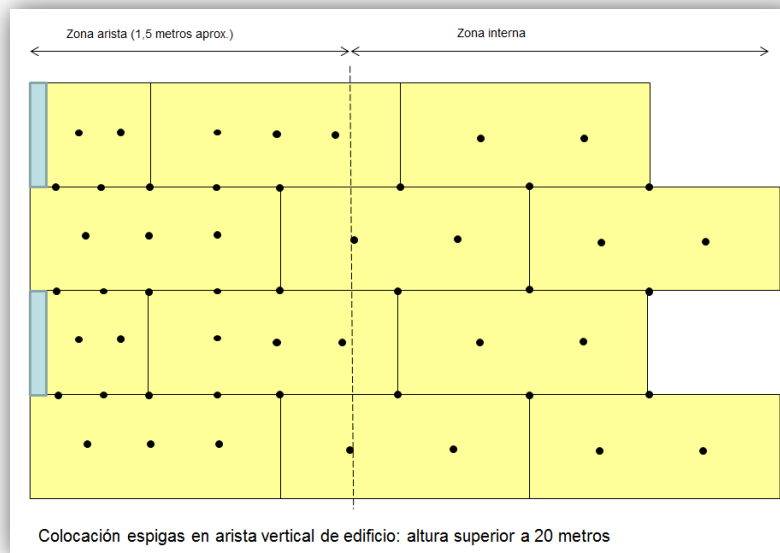 Zona arista (1,5 metros aprox.)
Zona interna
Colocación espigas en arista vertical de edificio: altura superior a 20 metros